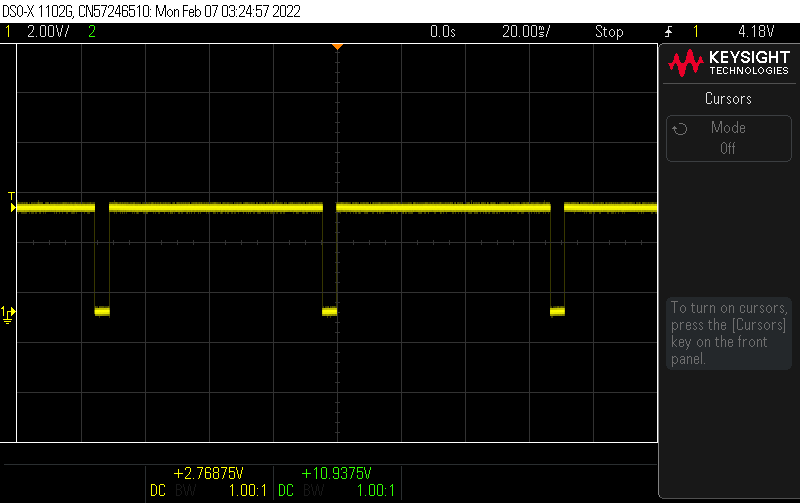 DSO-X 1102G, CN57246510: Mon Feb 07 03:24:57 2022
1 2.00V/ 2 0.0s 20.00ms/ Stop 1 4.18V
KEYSIGHT
TECHNOLOGIES
Cursors
Mode
Off
T
1
To turn on cursors,
press the [Cursors]
key on the front
panel.
+2.76875V +10.9375V
DC BW 1.00:1 DC BW 1.00:1